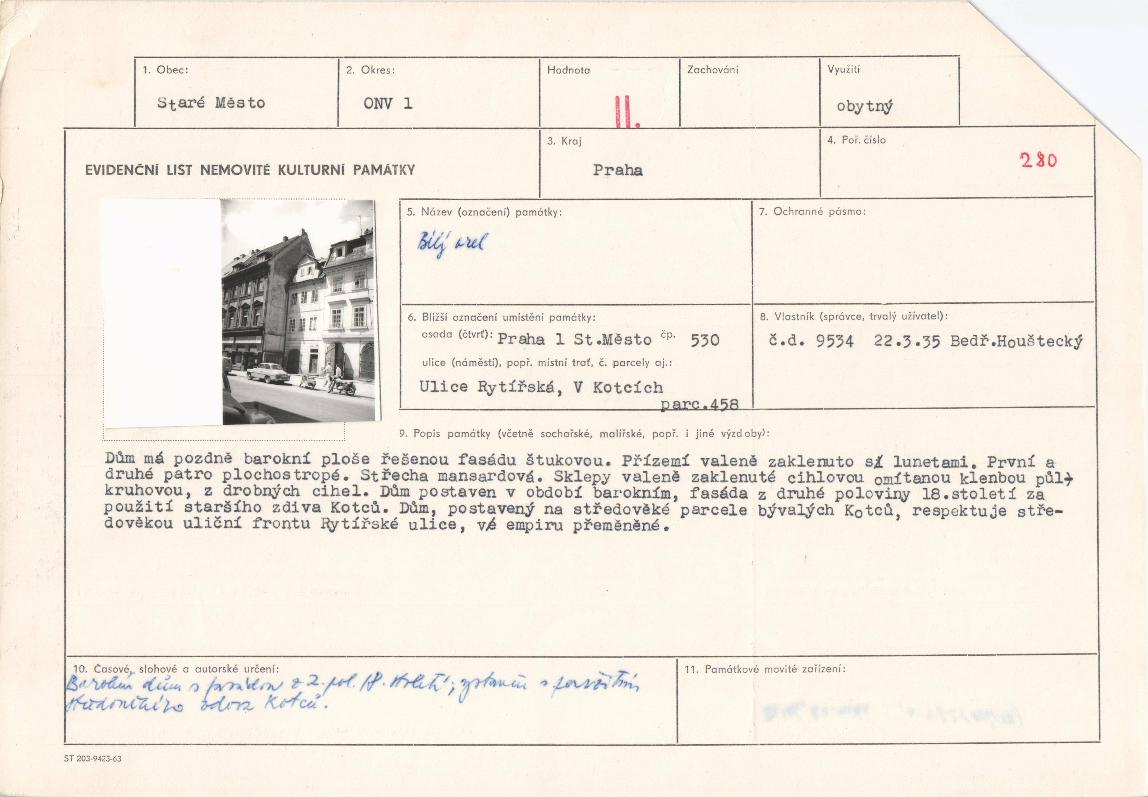 1. Obec:
Staré Město
2. Okres:
ONV 1
Hodnota
II.
Zachování
Využití
obytný
EVIDENČNÍ LIST NEMOVITÉ KULTURNÍ PAMÁTKY
3. Kraj
Praha
4. Poř. číslo
280
5. Název (označení) památky:
Bílý orel
7. Ochranné pásmo:
6. Bližší označení umístění památky:
osada (čtvrť): Praha 1 St.Město čp. 530
ulice (náměstí), popř. místní trať, č. parcely aj.:
Ulice Rytířská, V Kotcích
parc.458
8. Vlastník (správce, trvalý uživatel):
č.d. 9534 22.3.35 Bedř.Houštecký
9. Popis památky (včetně sochařské, malířské, popř. i jiné výzdoby):
Dům má pozdně barokní ploše řešenou fasádu štukovou. Přízemí valeně zaklenuto s lunetami. První a
druhé patro plochostropé. Střecha mansardová. Sklepy valeně zaklenuté cihlovou omítanou klenbou půl-
kruhovou, z drobných cihel. Dům postaven v období barokním, fasáda z druhé poloviny 18.století za
použití staršího zdiva Kotců. Dům, postavený na středověké parcele bývalých Kotců, respektuje stře-
dověkou uliční frontu Rytířské ulice, v empiru přeměněné.
10. Časové, slohové a autorské určení:
Barokní dům s fasádou z 2. pol. 18. století; s použitím
středověkého zdiva Kotců.
11. Památkové movité zařízení:
ST 203-9423-63